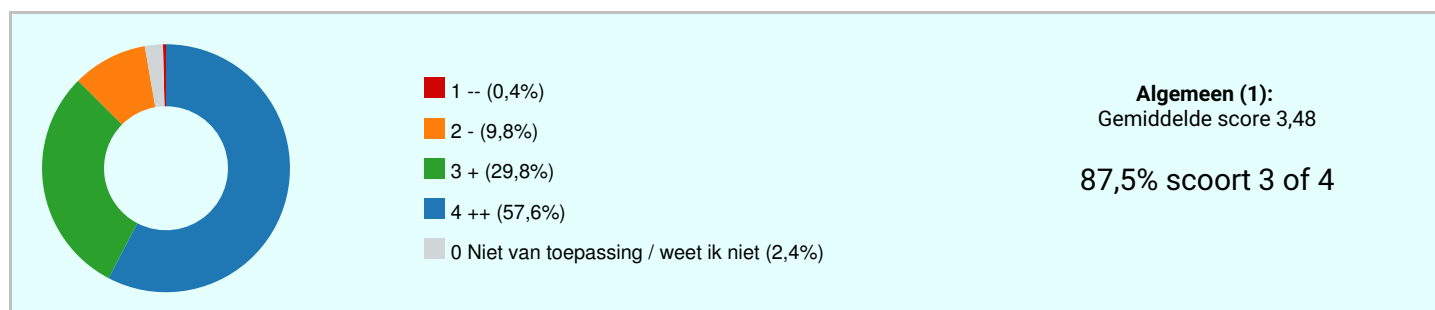 1 -- (0,4%)
2 - (9,8%)
3 + (29,8%)
4 ++ (57,6%)
0 Niet van toepassing / weet ik niet (2,4%)
Algemeen (1):
Gemiddelde score 3,48
87,5% scoort 3 of 4